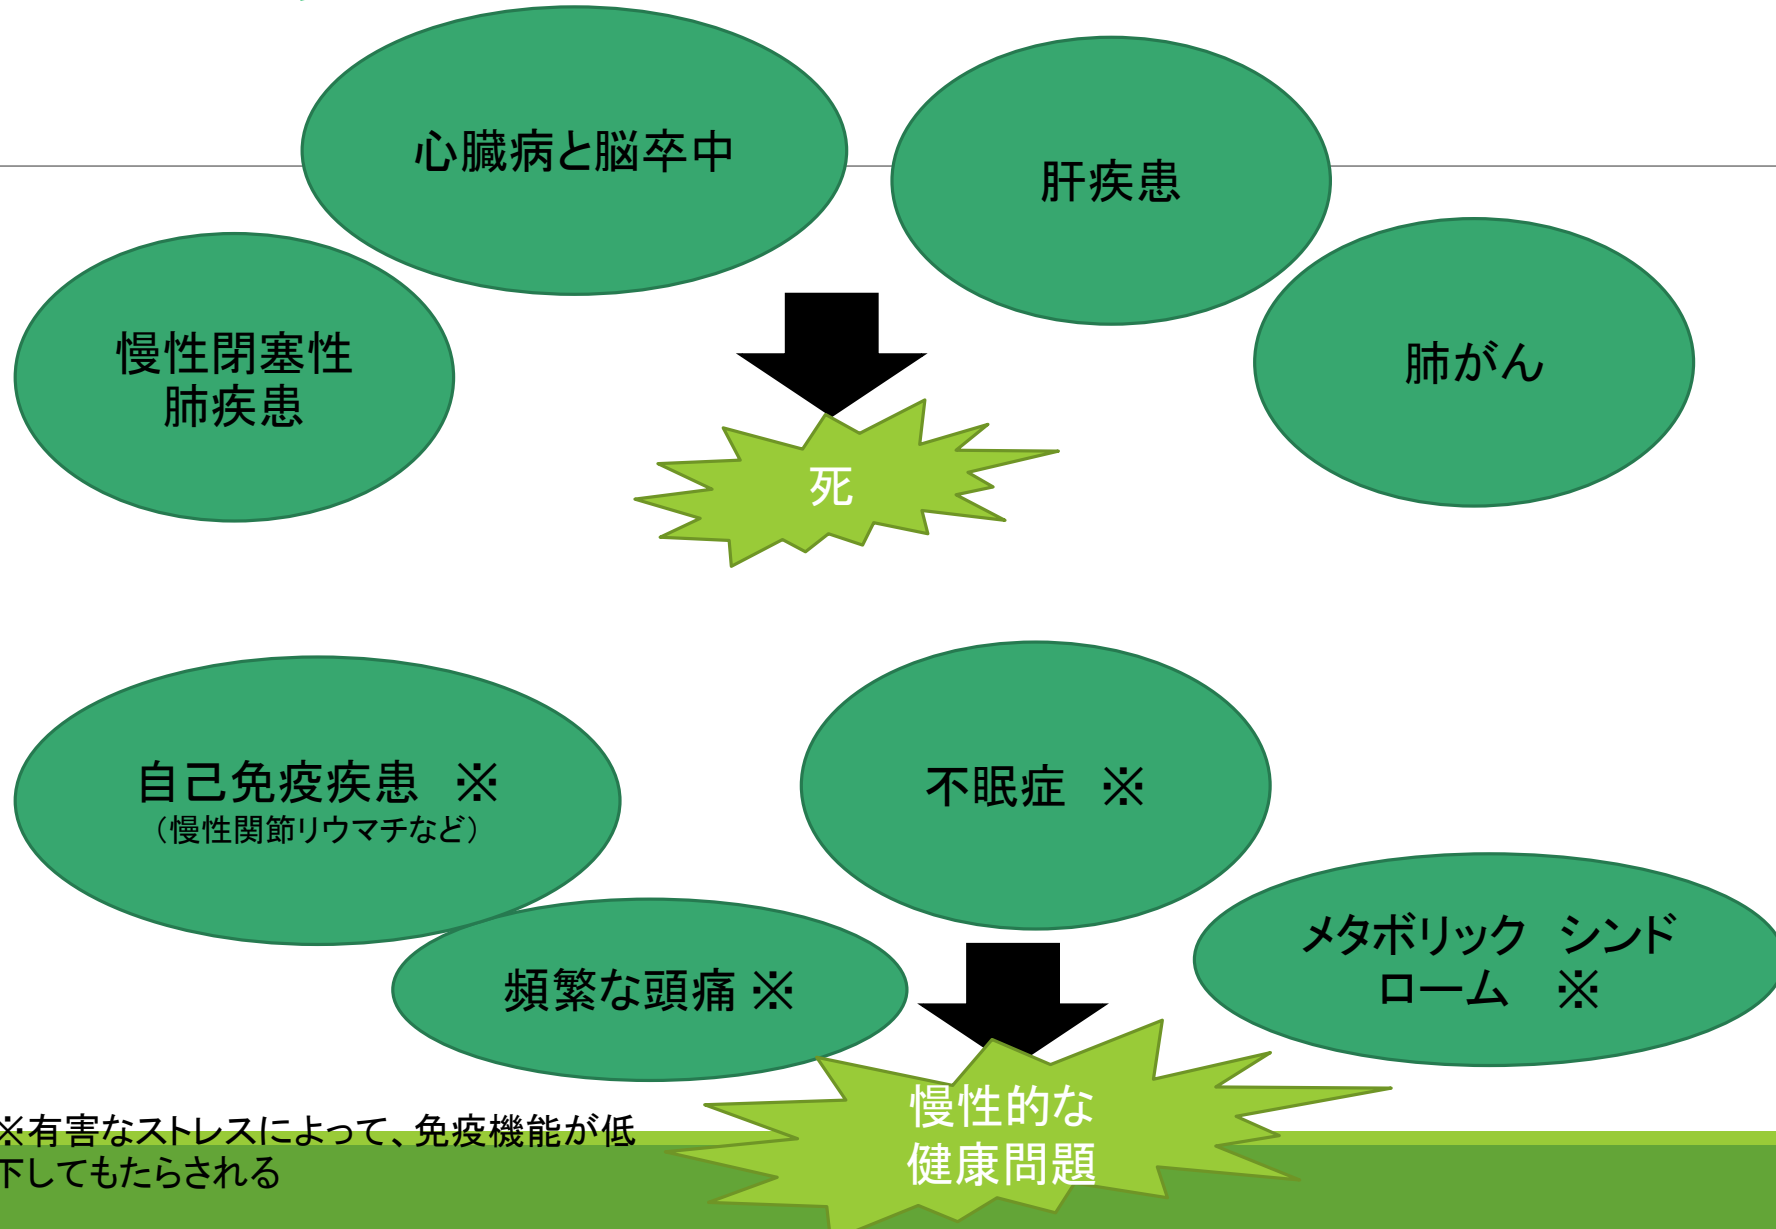 心臓病と脳卒中
肝疾患
慢性閉塞性
肺疾患
肺がん
死
自己免疫疾患　※
（慢性関節リウマチなど）
不眠症　※
頻繁な頭痛 ※
メタボリック　シンド
ローム　※
慢性的な
健康問題
※有害なストレスによって、免疫機能が低
下してもたらされる